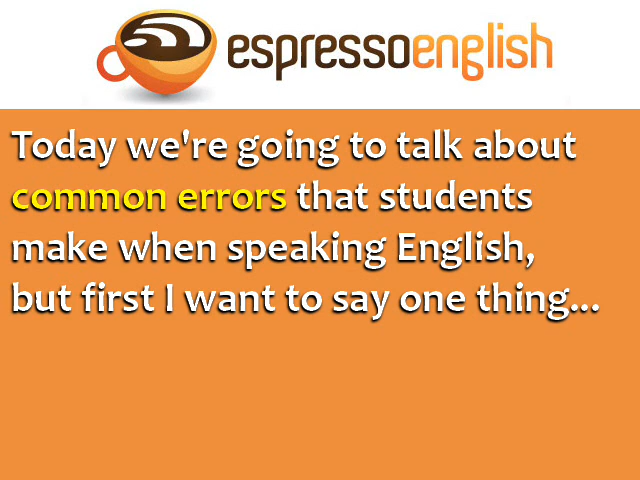 espressoenglish
Today we're going to talk about
common errors that students
make when speaking English,
but first I want to say one thing...